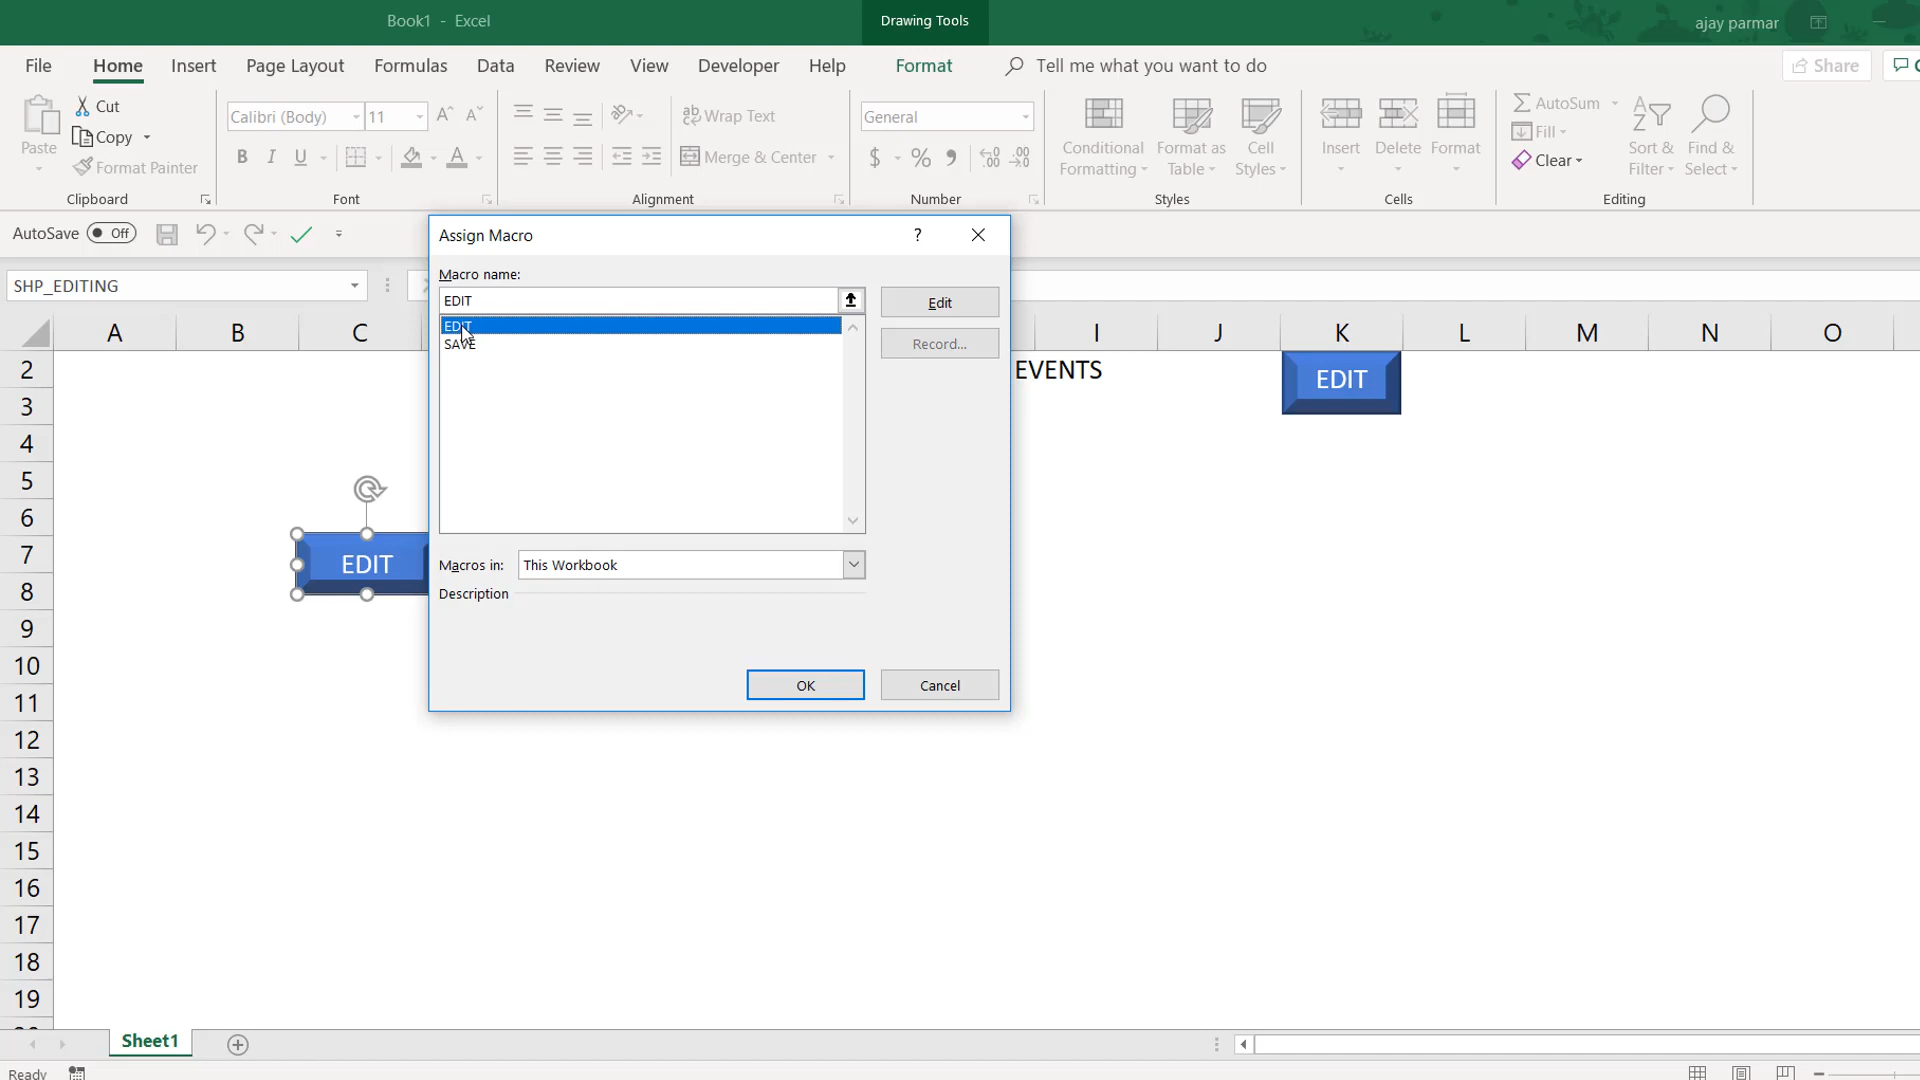 Book1 - Excel
Drawing Tools
ajay parmar
File Home Insert Page Layout Formulas Data Review View Developer Help Format Tell me what you want to do Share
Paste
Cut
Copy
Format Painter
Clipboard
Calibri (Body) 11
B I U
Font
Wrap Text
Merge & Center
Alignment
General
$ % ,
Number
Conditional Formatting
Format as Table
Cell Styles
Styles
Insert Delete Format
Cells
AutoSum
Fill
Clear
Sort & Filter
Find & Select
Editing
AutoSave Off
Assign Macro ?
Macro name:
EDIT
EDIT
SAVE
Edit
Record...
Macros in: This Workbook
Description
OK Cancel
SHP_EDITING
A B C I J K L M N O
2 EVENTS EDIT
3
4
5
6
7 EDIT
8
9
10
11
12
13
14
15
16
17
18
19
Sheet1
Ready